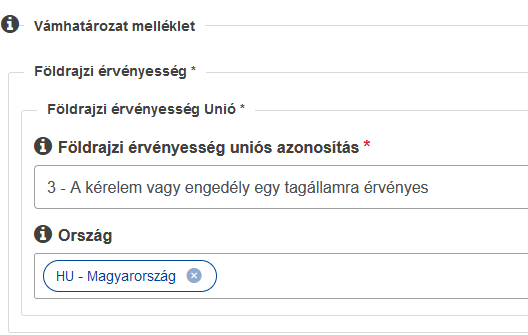 Vámhatározat melléklet
Földrajzi érvényesség *
Földrajzi érvényesség Unió *
Földrajzi érvényesség uniós azonosítás *
3 - A kérelem vagy engedély egy tagállamra érvényes
Ország
HU - Magyarország